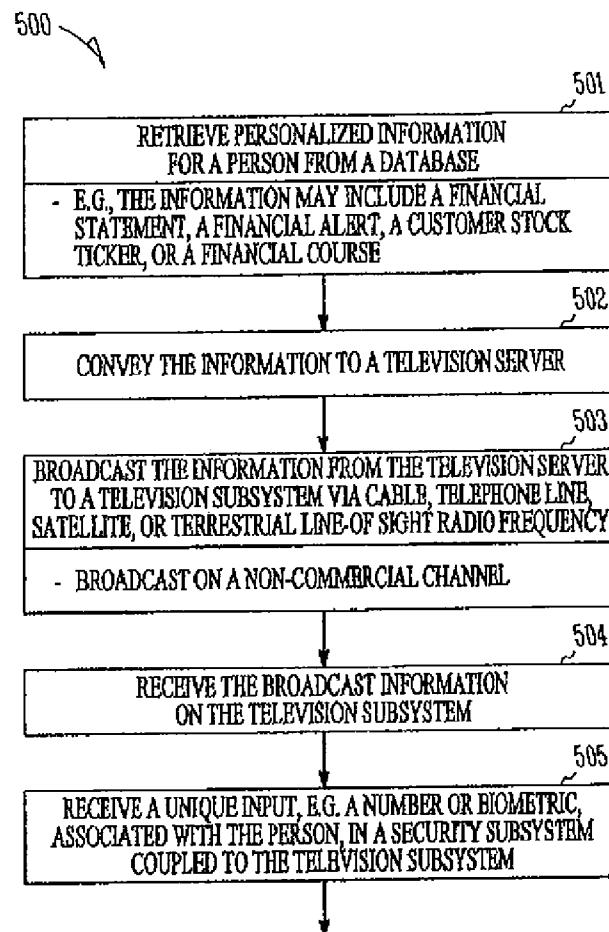 500
501
RETRIEVE PERSONALIZED INFORMATION
FOR A PERSON FROM A DATABASE
- E.G., THE INFORMATION MAY INCLUDE A FINANCIAL
STATEMENT, A FINANCIAL ALERT, A CUSTOMER STOCK
TICKER, OR A FINANCIAL COURSE
502
CONVEY THE INFORMATION TO A TELEVISION SERVER
503
BROADCAST THE INFORMATION FROM THE TELEVISION SERVER
TO A TELEVISION SUBSYSTEM VIA CABLE, TELEPHONE LINE,
SATELLITE, OR TERRESTRIAL LINE-OF SIGHT RADIO FREQUENCY
- BROADCAST ON A NON-COMMERCIAL CHANNEL
504
RECEIVE THE BROADCAST INFORMATION
ON THE TELEVISION SUBSYSTEM
505
RECEIVE A UNIQUE INPUT, E.G. A NUMBER OR BIOMETRIC,
ASSOCIATED WITH THE PERSON, IN A SECURITY SUBSYSTEM
COUPLED TO THE TELEVISION SUBSYSTEM